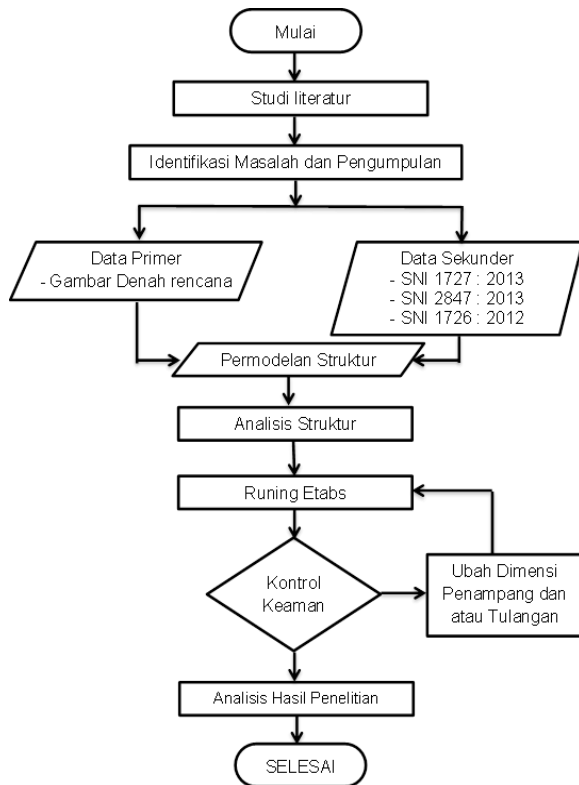 Mulai
Studi literatur
Identifikasi Masalah dan Pengumpulan
Data Primer
- Gambar Denah rencana
Data Sekunder
- SNI 1727 : 2013
- SNI 2847 : 2013
- SNI 1726 : 2012
Permodelan Struktur
Analisis Struktur
Runing Etabs
Kontrol
Keaman
Ubah Dimensi
Penampang dan
atau Tulangan
Analisis Hasil Penelitian
SELESAI